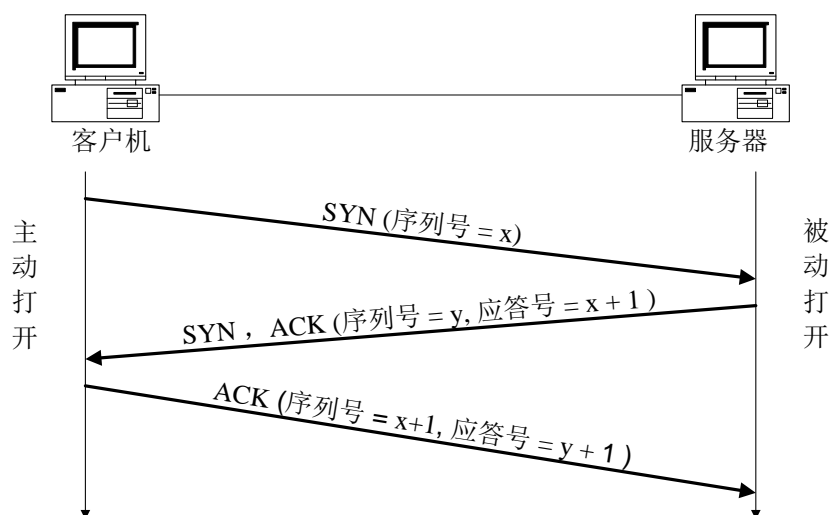 客户机
服务器
主动打开
被动打开
SYN (序列号 = x)
SYN ，ACK (序列号 = y, 应答号 = x + 1 )
ACK (序列号 = x+1, 应答号 = y + 1 )